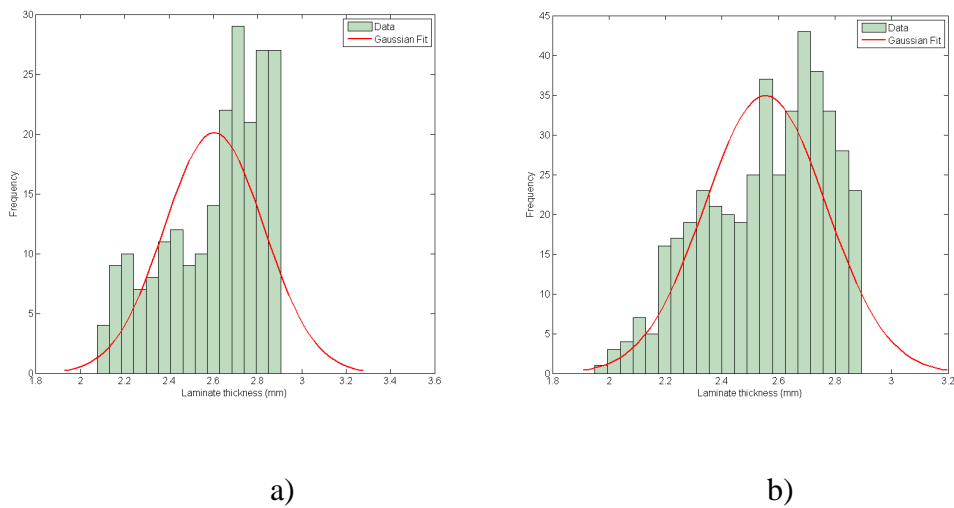 30
25
20
15
10
5
0
Frequency
1.8 2 2.2 2.4 2.6 2.8 3 3.2 3.4 3.6
Laminate thickness (mm)
Data
Gaussian Fit
a)
45
40
35
30
25
20
15
10
5
0
Frequency
1.8 2 2.2 2.4 2.6 2.8 3 3.2
Laminate thickness (mm)
Data
Gaussian Fit
b)